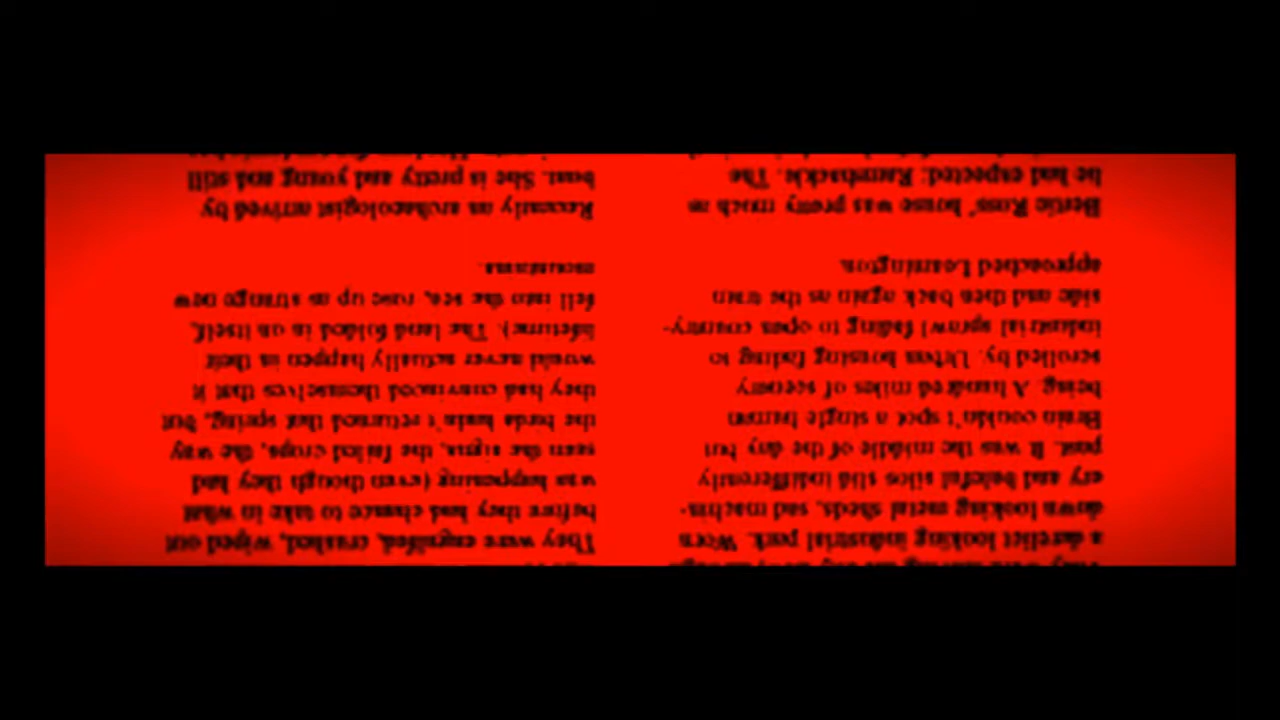 a derelict looking industrial park. Worn
down looking metal sheds, sad machin-
ery and baleful silos slid indifferently
past. It was the middle of the day but
Brain couldn't spot a single human
being. A hundred miles of scenery
scrolled by. Urban housing fading to
industrial sprawl fading to open country-
side and then back again as the train
approached Leamington.
Bertie Ross' house was pretty much as
he had expected: Ramshackle. The
They were engulfed, crushed, wiped out
before they had chance to take in what
was happening (even though they had
seen the signs, the failed crops, the way
the birds hadn't returned that spring, but
they had convinced themselves that it
would never actually happen in their
lifetime). The land folded in on itself,
fell into the sea, rose up as strange new
mountains.
Recently an archaeologist arrived by
boat. She is pretty and young and still